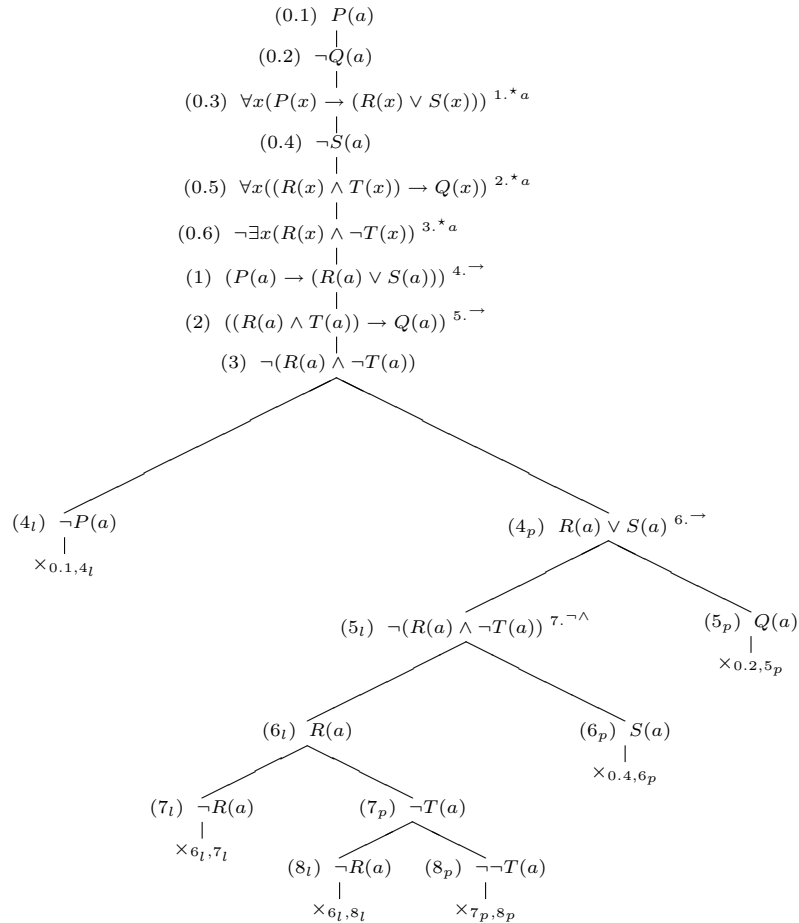 (0.1) P(a)
(0.2) ¬Q(a)
(0.3) ∀x(P(x) → (R(x) ∨ S(x))) 1.⋆a
(0.4) ¬S(a)
(0.5) ∀x((R(x) ∧ T(x)) → Q(x)) 2.⋆a
(0.6) ¬∃x(R(x) ∧ ¬T(x)) 3.⋆a
(1) (P(a) → (R(a) ∨ S(a))) 4.→
(2) ((R(a) ∧ T(a)) → Q(a)) 5.→
(3) ¬(R(a) ∧ ¬T(a))
(4l) ¬P(a) (4p) R(a) ∨ S(a) 6.→
×0.1,4l
(5l) ¬(R(a) ∧ ¬T(a)) 7.¬∧ (5p) Q(a)
×0.2,5p
(6l) R(a) (6p) S(a)
×0.4,6p
(7l) ¬R(a) (7p) ¬T(a)
×6l,7l
(8l) ¬R(a) (8p) ¬¬T(a)
×6l,8l ×7p,8p